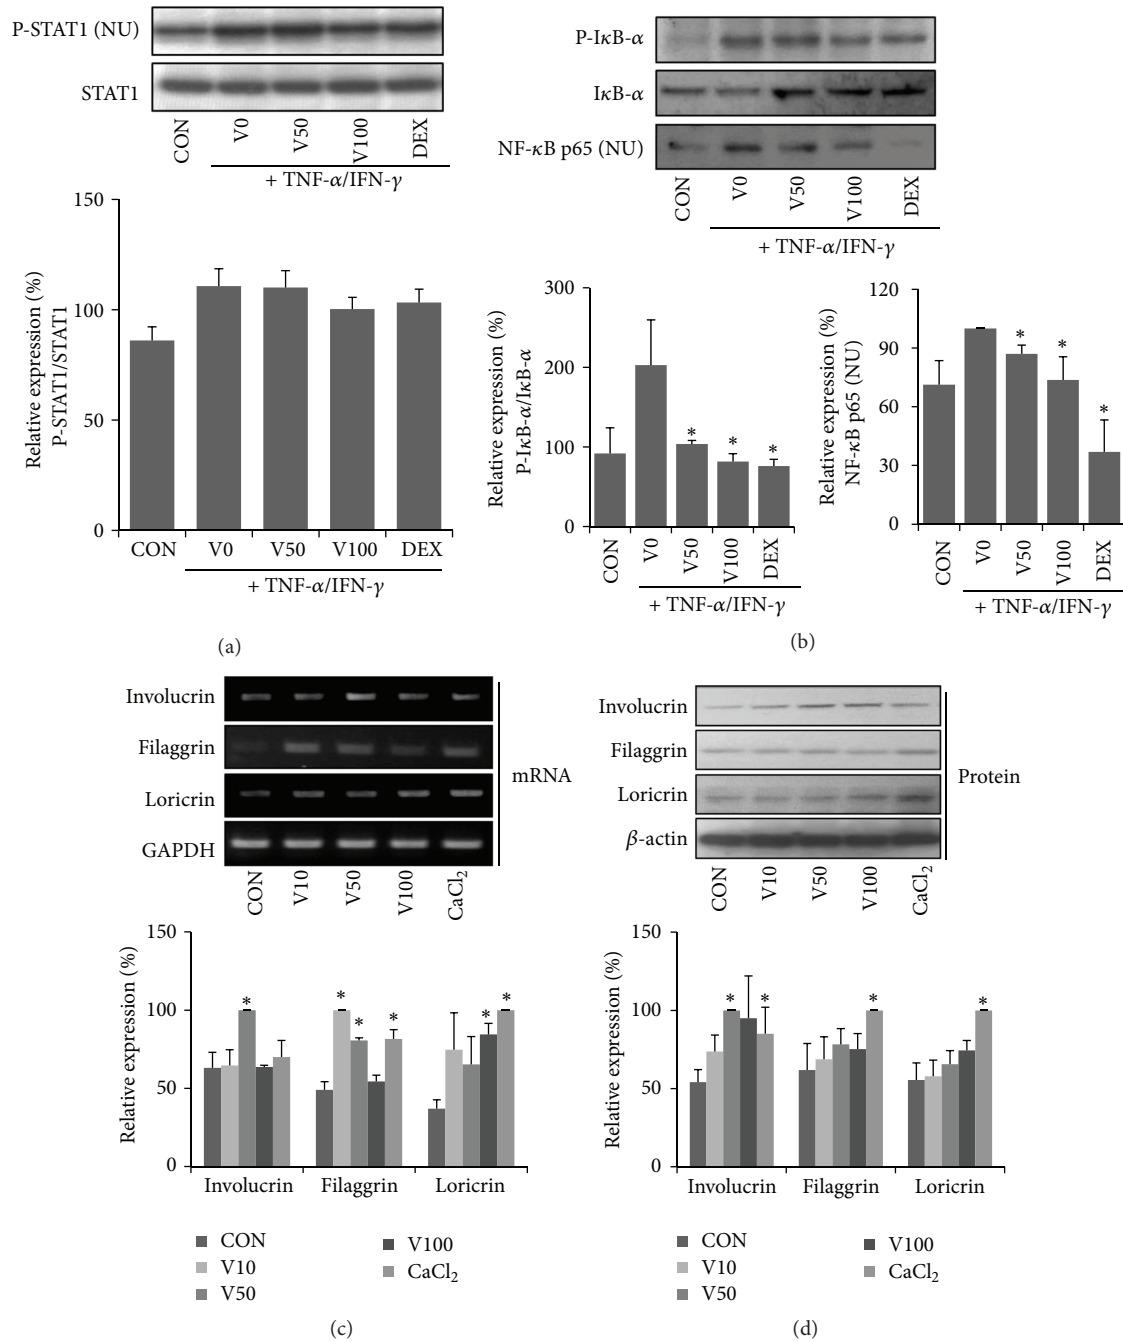 P-STAT1 (NU)
STAT1
CON
V0
V50
V100
DEX
+ TNF-α/IFN-γ
Relative expression (%)
P-STAT1/STAT1
150
100
50
0
CON
V0
V50
V100
DEX
+ TNF-α/IFN-γ
(a)
P-IκB-α
IκB-α
NF-κB p65 (NU)
CON
V0
V50
V100
DEX
+ TNF-α/IFN-γ
Relative expression (%)
P-IκB-α/IκB-α
300
200
100
0
* * *
CON
V0
V50
V100
DEX
+ TNF-α/IFN-γ
Relative expression (%)
NF-κB p65 (NU)
120
90
60
30
0
* * *
CON
V0
V50
V100
DEX
+ TNF-α/IFN-γ
(b)
Involucrin
Filaggrin
Loricrin
GAPDH
mRNA
CON
V10
V50
V100
CaCl₂
Relative expression (%)
150
100
50
0
* * * * * *
Involucrin Filaggrin Loricrin
CON
V10
V50
V100
CaCl₂
(c)
Involucrin
Filaggrin
Loricrin
β-actin
Protein
CON
V10
V50
V100
CaCl₂
Relative expression (%)
150
100
50
0
* * * *
Involucrin Filaggrin Loricrin
CON
V10
V50
V100
CaCl₂
(d)